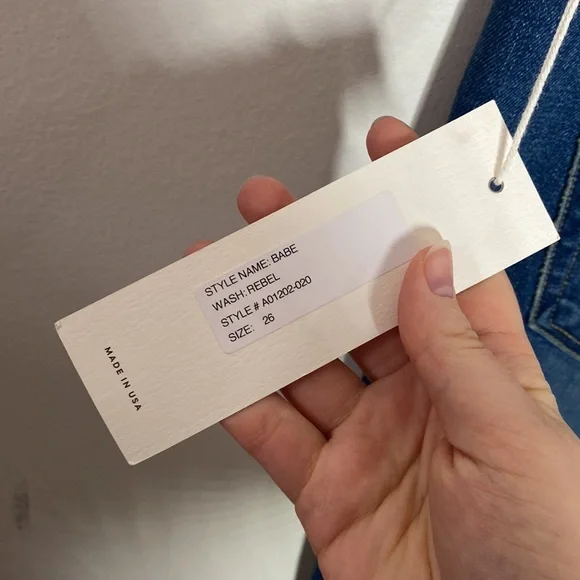 STYLE NAME: BABE
WASH: REBEL
STYLE # A01202-020
SIZE: 26
MADE IN USA